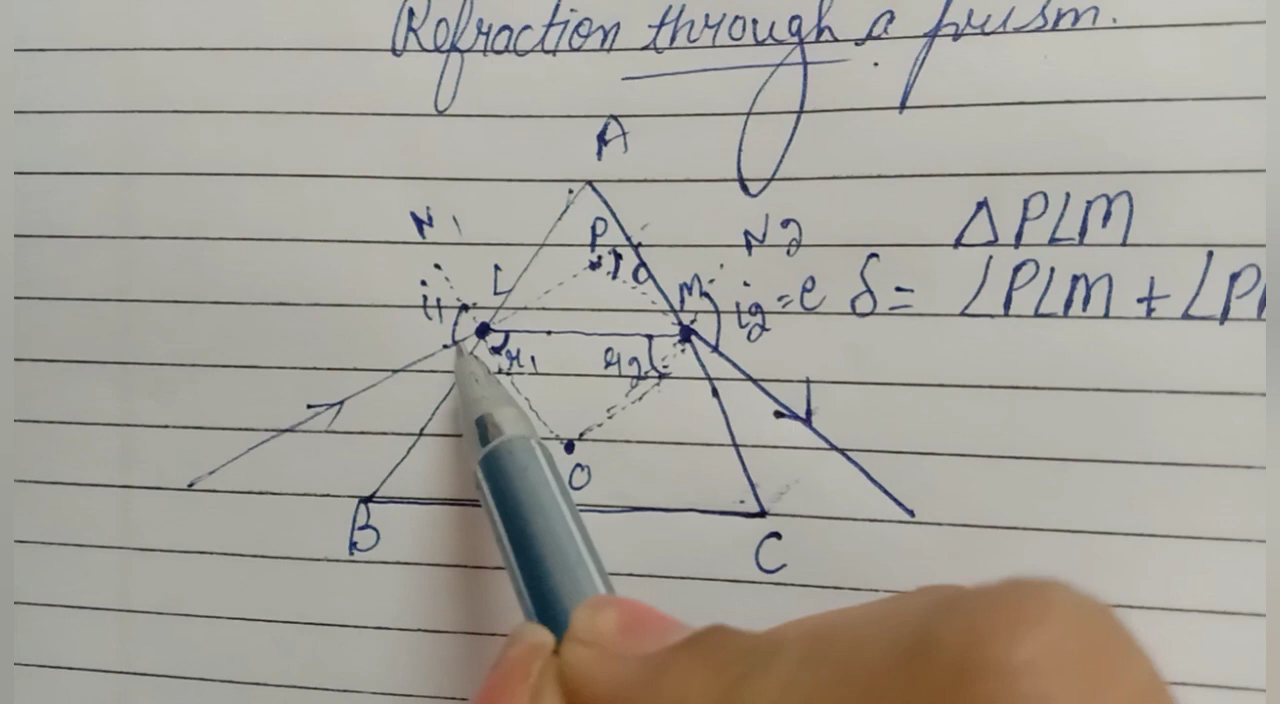 Refraction through a prism.
A
N1 P N2 ΔPLM
L δ
i1 M i2 = e δ = ∠PLM + ∠P
r1 r2
O
B C